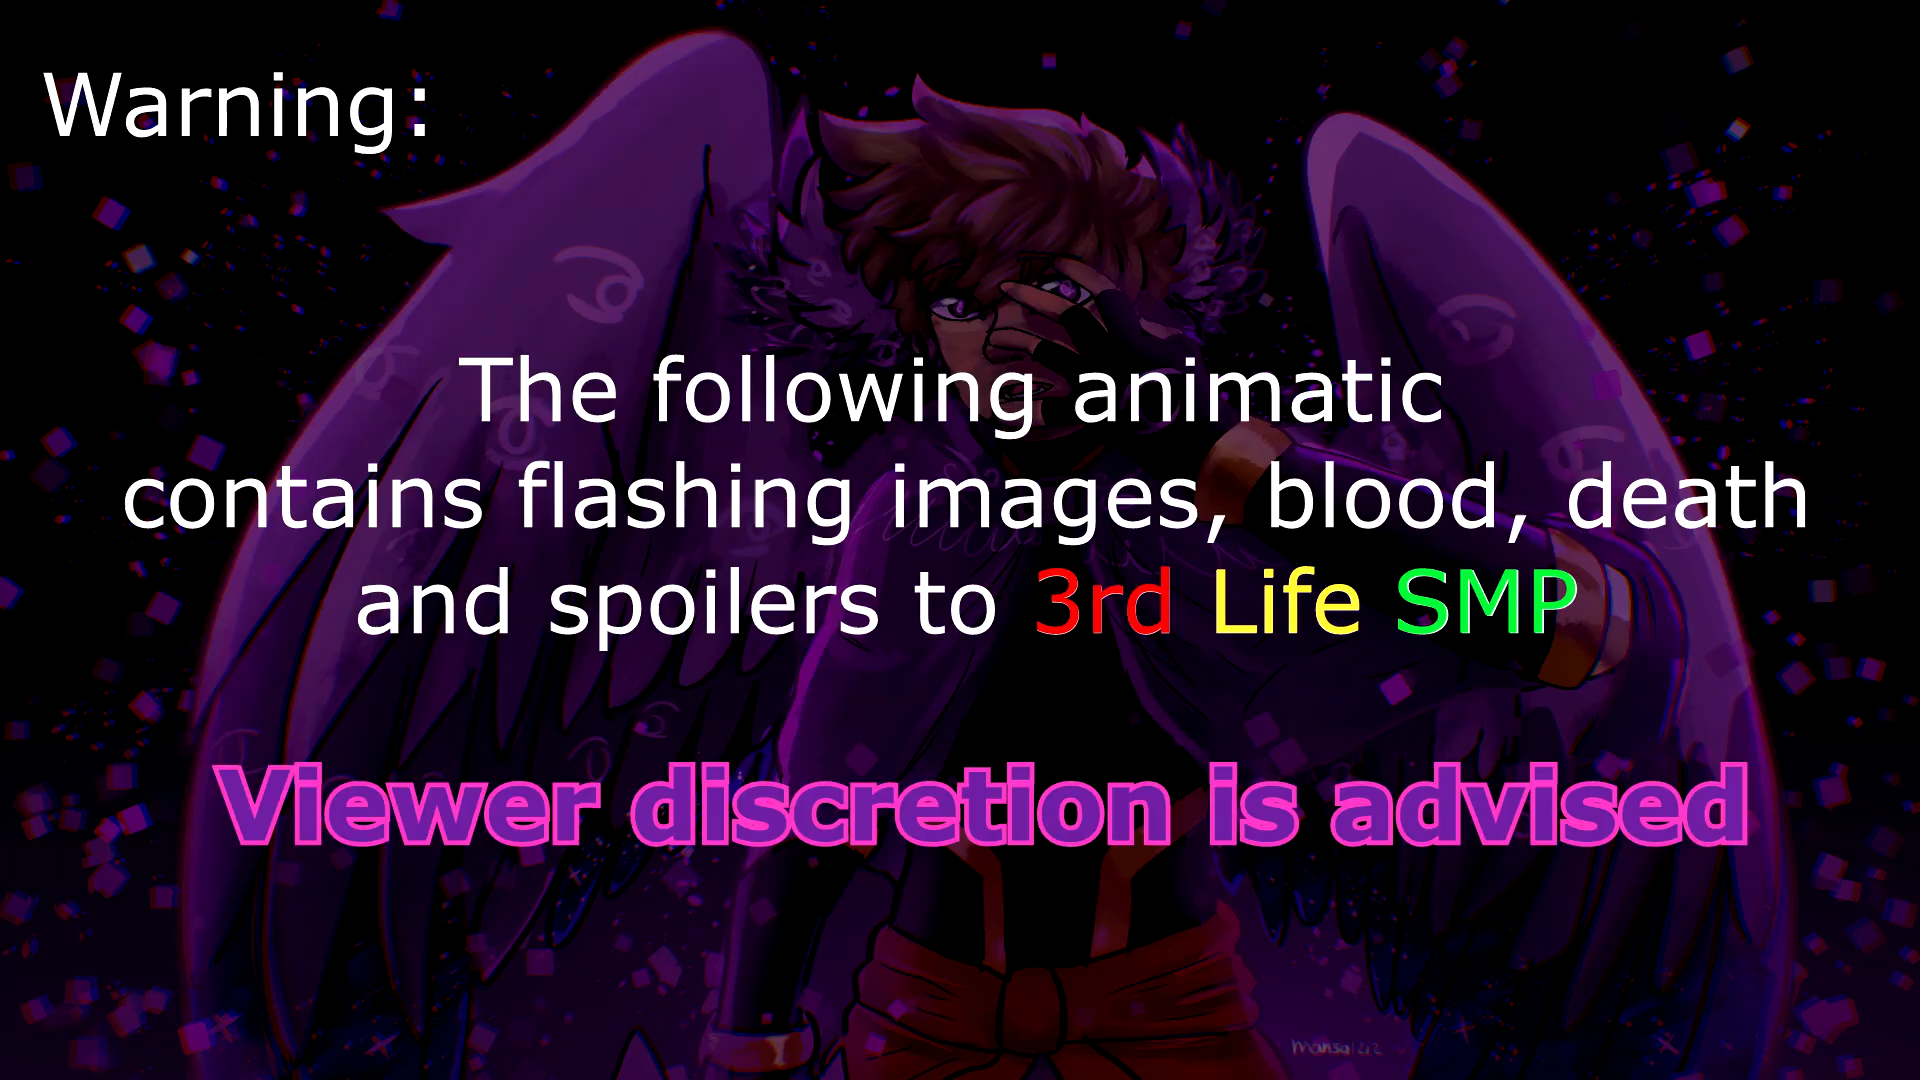 Warning:
The following animatic
contains flashing images, blood, death
and spoilers to 3rd Life SMP
Viewer discretion is advised